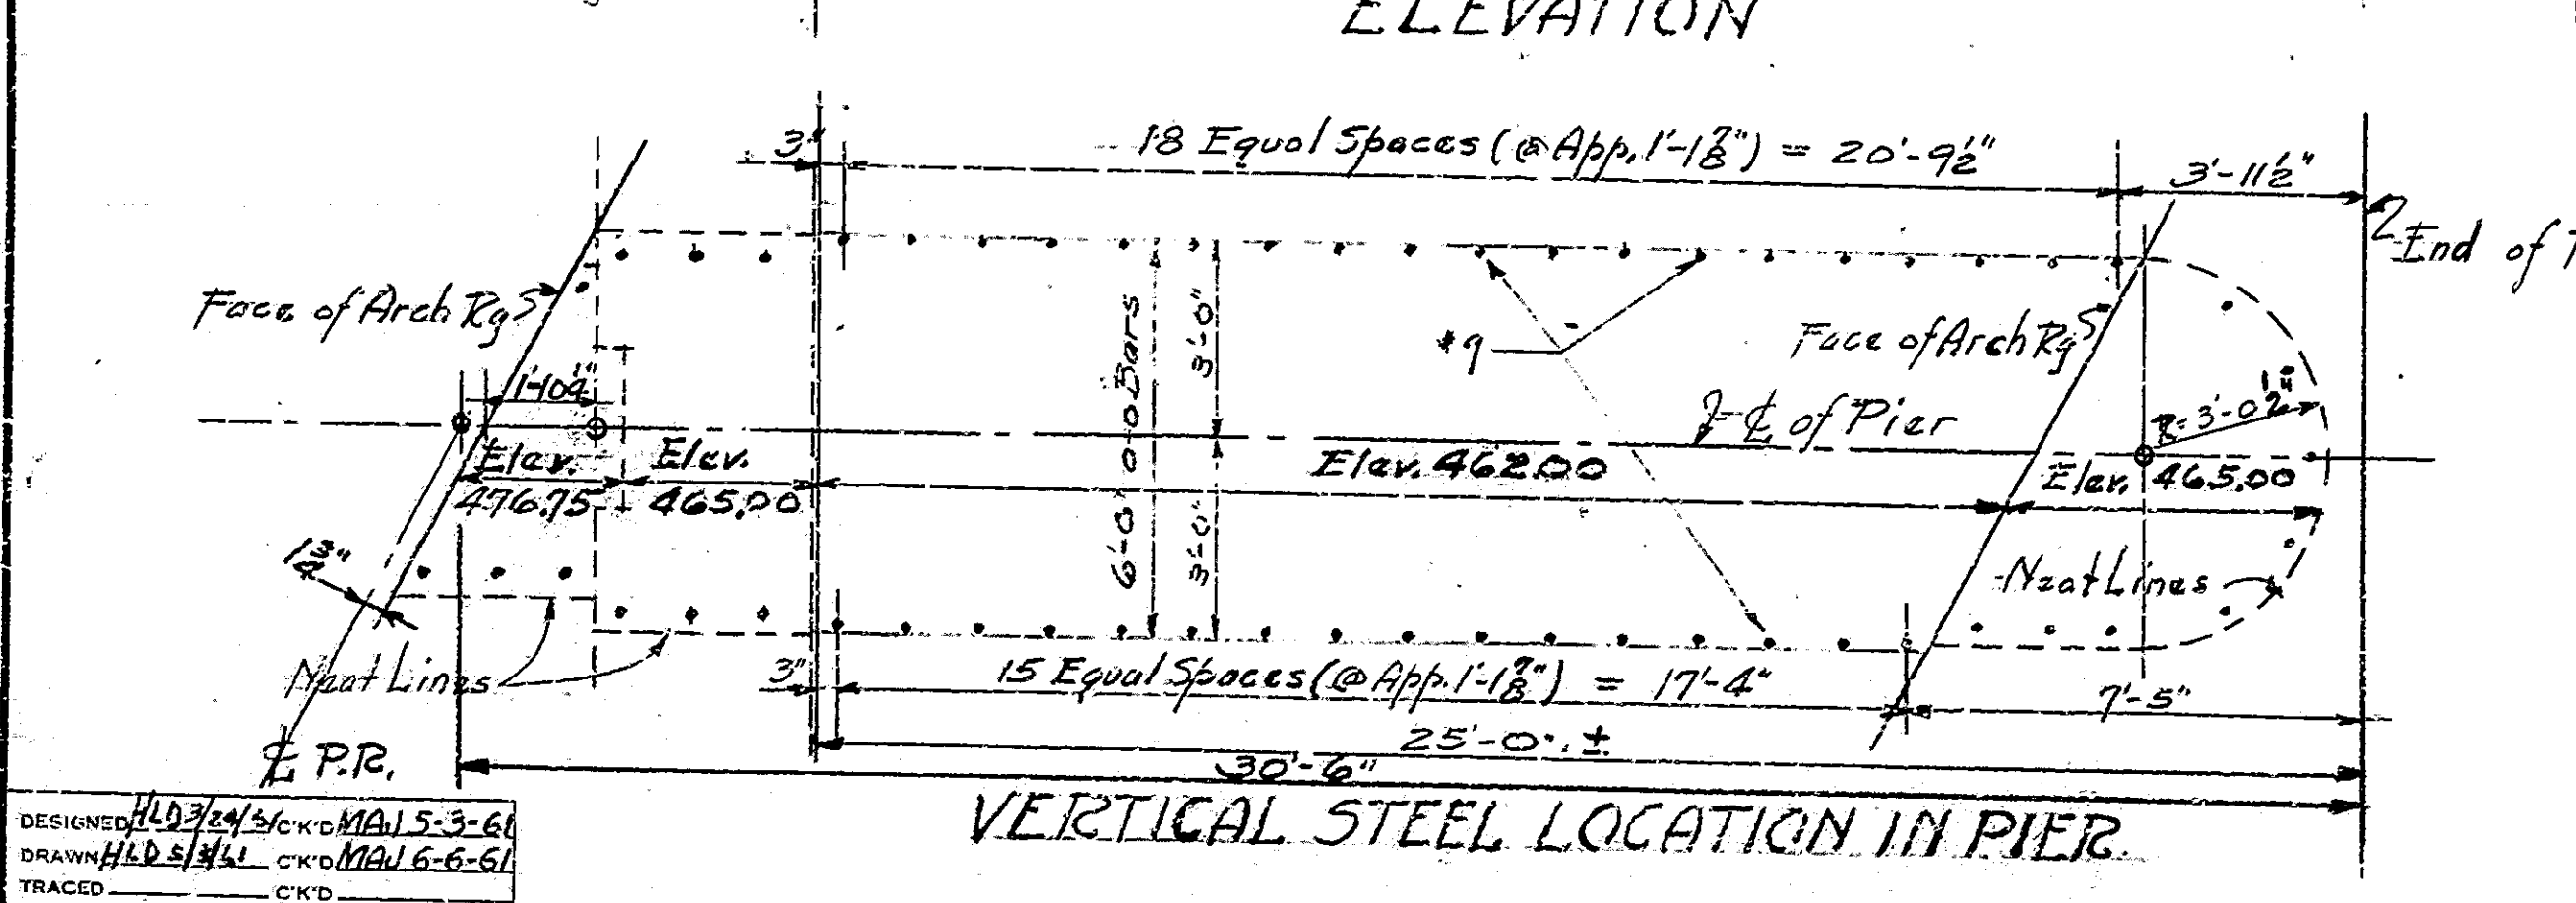 ELEVATION
3"
18 Equal Spaces (@ App. 1'-1⅞") = 20'-9½"
3'-11½"
End of
Face of Arch Rg
1'-10¼"
6'-0" 0-0 Bars
3'-0"
3'-0"
#9
Face of Arch Rg
℄ of Pier
R=3'-0½"
Elev. 476.75
Elev. 465.00
Elev. 462.00
Elev. 465.00
1¾"
Neat Lines
Neat Lines
3"
15 Equal Spaces (@ App. 1'-1⅞") = 17'-4"
7'-5"
25'-0" ±
30'-6"
℄ P.R.
VERTICAL STEEL LOCATION IN PIER
DESIGNED HLD 3/24/61 C'K'D MAJ 5-3-61
DRAWN HLD 5/3/61 C'K'D MAJ 6-6-61
TRACED C'K'D